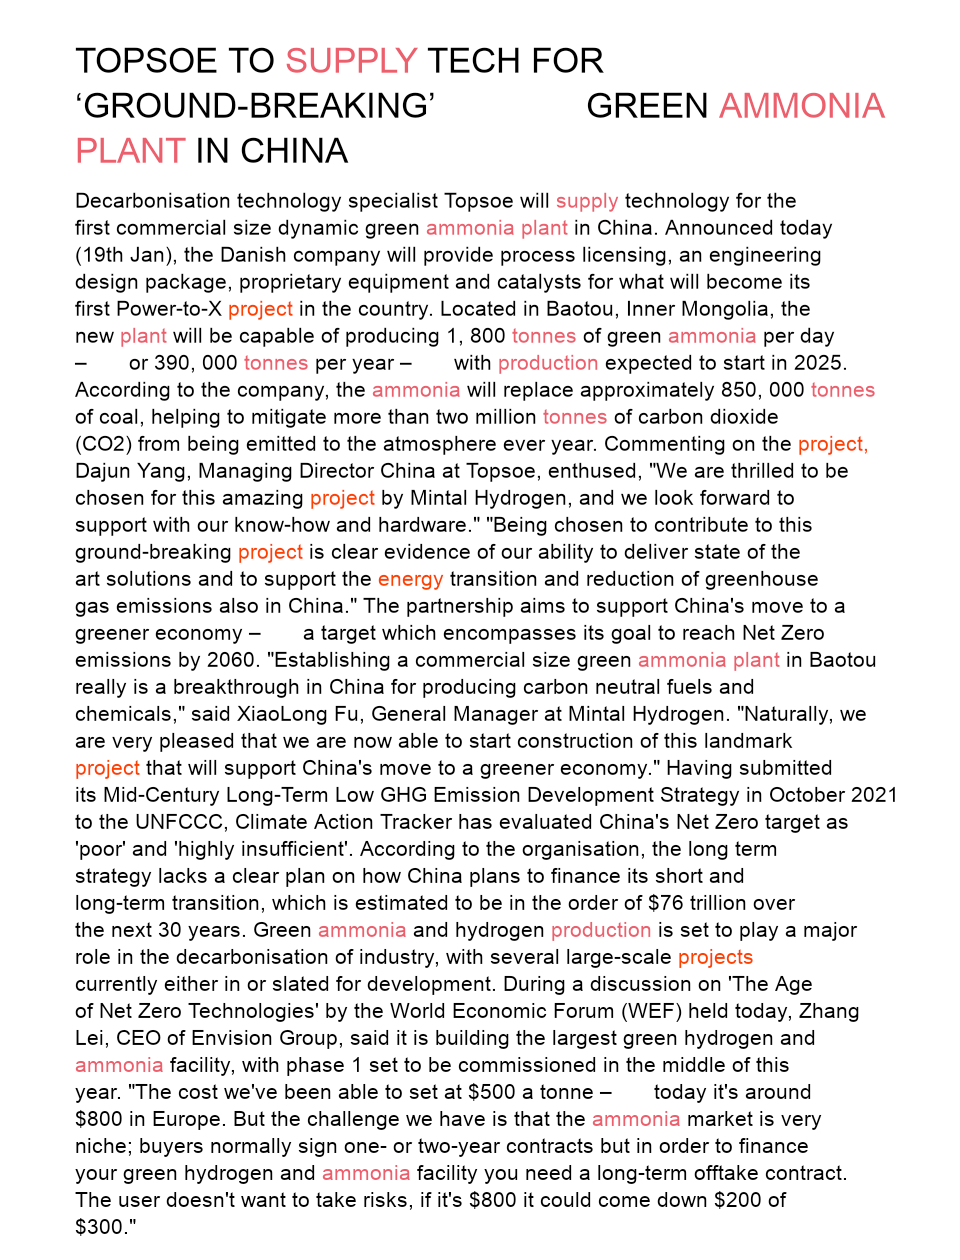 TOPSOE TO SUPPLY TECH FOR
‘GROUND-BREAKING’ GREEN AMMONIA
PLANT IN CHINA
Decarbonisation technology specialist Topsoe will supply technology for the
first commercial size dynamic green ammonia plant in China. Announced today
(19th Jan), the Danish company will provide process licensing, an engineering
design package, proprietary equipment and catalysts for what will become its
first Power-to-X project in the country. Located in Baotou, Inner Mongolia, the
new plant will be capable of producing 1, 800 tonnes of green ammonia per day
– or 390, 000 tonnes per year – with production expected to start in 2025.
According to the company, the ammonia will replace approximately 850, 000 tonnes
of coal, helping to mitigate more than two million tonnes of carbon dioxide
(CO2) from being emitted to the atmosphere ever year. Commenting on the project,
Dajun Yang, Managing Director China at Topsoe, enthused, "We are thrilled to be
chosen for this amazing project by Mintal Hydrogen, and we look forward to
support with our know-how and hardware." "Being chosen to contribute to this
ground-breaking project is clear evidence of our ability to deliver state of the
art solutions and to support the energy transition and reduction of greenhouse
gas emissions also in China." The partnership aims to support China's move to a
greener economy – a target which encompasses its goal to reach Net Zero
emissions by 2060. "Establishing a commercial size green ammonia plant in Baotou
really is a breakthrough in China for producing carbon neutral fuels and
chemicals," said XiaoLong Fu, General Manager at Mintal Hydrogen. "Naturally, we
are very pleased that we are now able to start construction of this landmark
project that will support China's move to a greener economy." Having submitted
its Mid-Century Long-Term Low GHG Emission Development Strategy in October 2021
to the UNFCCC, Climate Action Tracker has evaluated China's Net Zero target as
'poor' and 'highly insufficient'. According to the organisation, the long term
strategy lacks a clear plan on how China plans to finance its short and
long-term transition, which is estimated to be in the order of $76 trillion over
the next 30 years. Green ammonia and hydrogen production is set to play a major
role in the decarbonisation of industry, with several large-scale projects
currently either in or slated for development. During a discussion on 'The Age
of Net Zero Technologies' by the World Economic Forum (WEF) held today, Zhang
Lei, CEO of Envision Group, said it is building the largest green hydrogen and
ammonia facility, with phase 1 set to be commissioned in the middle of this
year. "The cost we've been able to set at $500 a tonne – today it's around
$800 in Europe. But the challenge we have is that the ammonia market is very
niche; buyers normally sign one- or two-year contracts but in order to finance
your green hydrogen and ammonia facility you need a long-term offtake contract.
The user doesn't want to take risks, if it's $800 it could come down $200 of
$300."